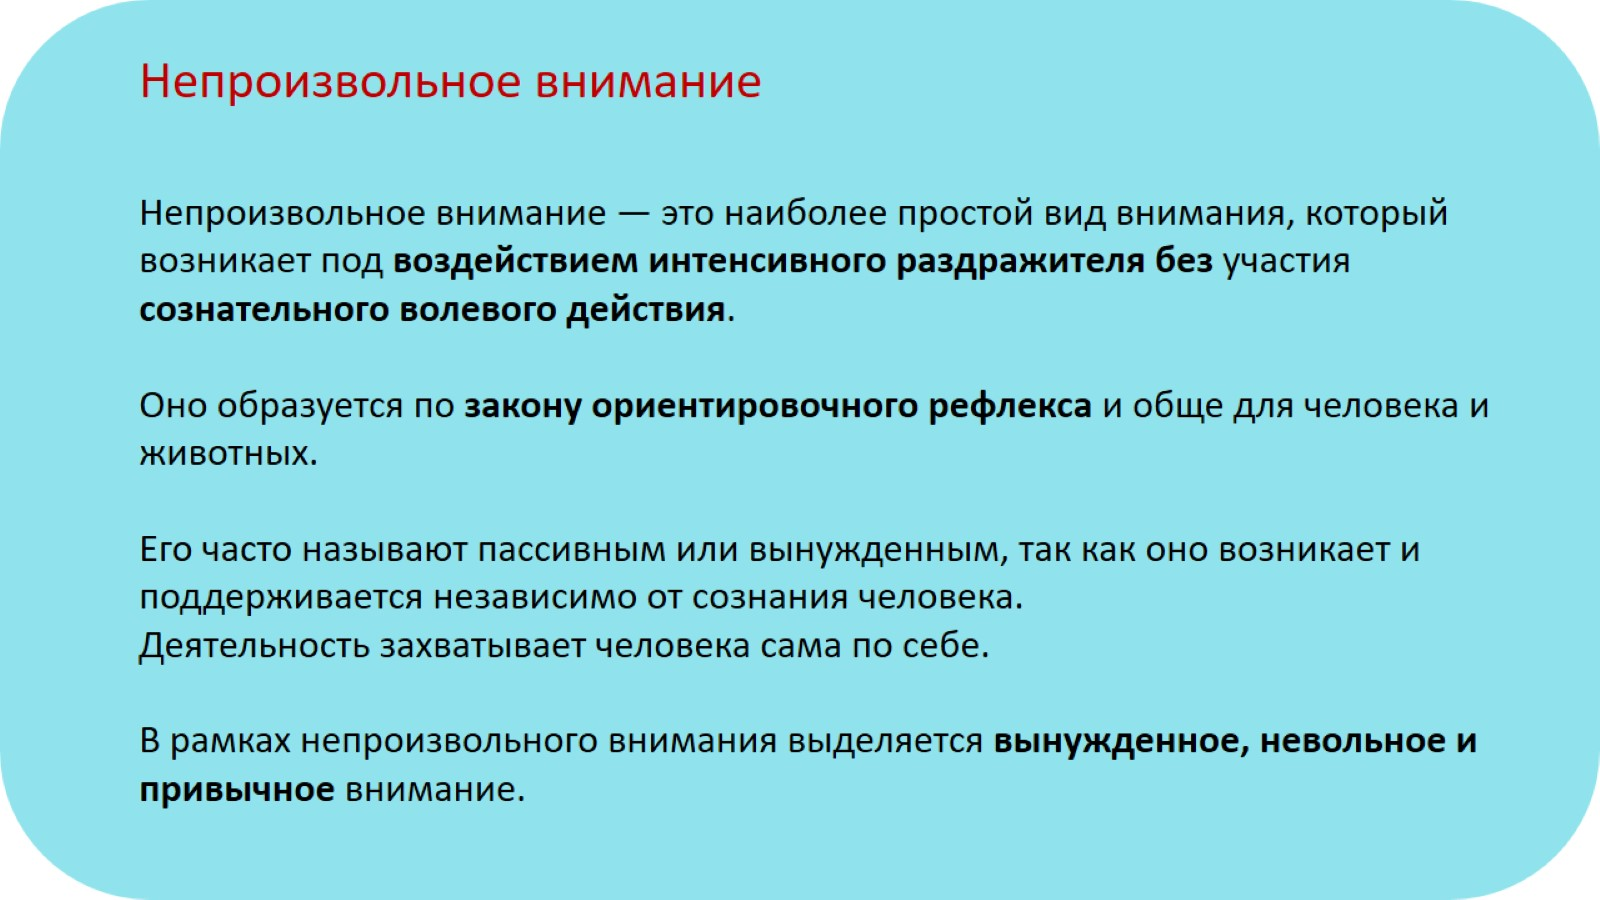 Непроизвольное внимание
Непроизвольное внимание — это наиболее простой вид внимания, который
возникает под воздействием интенсивного раздражителя без участия
сознательного волевого действия.
Оно образуется по закону ориентировочного рефлекса и обще для человека и
животных.
Его часто называют пассивным или вынужденным, так как оно возникает и
поддерживается независимо от сознания человека.
Деятельность захватывает человека сама по себе.
В рамках непроизвольного внимания выделяется вынужденное, невольное и
привычное внимание.